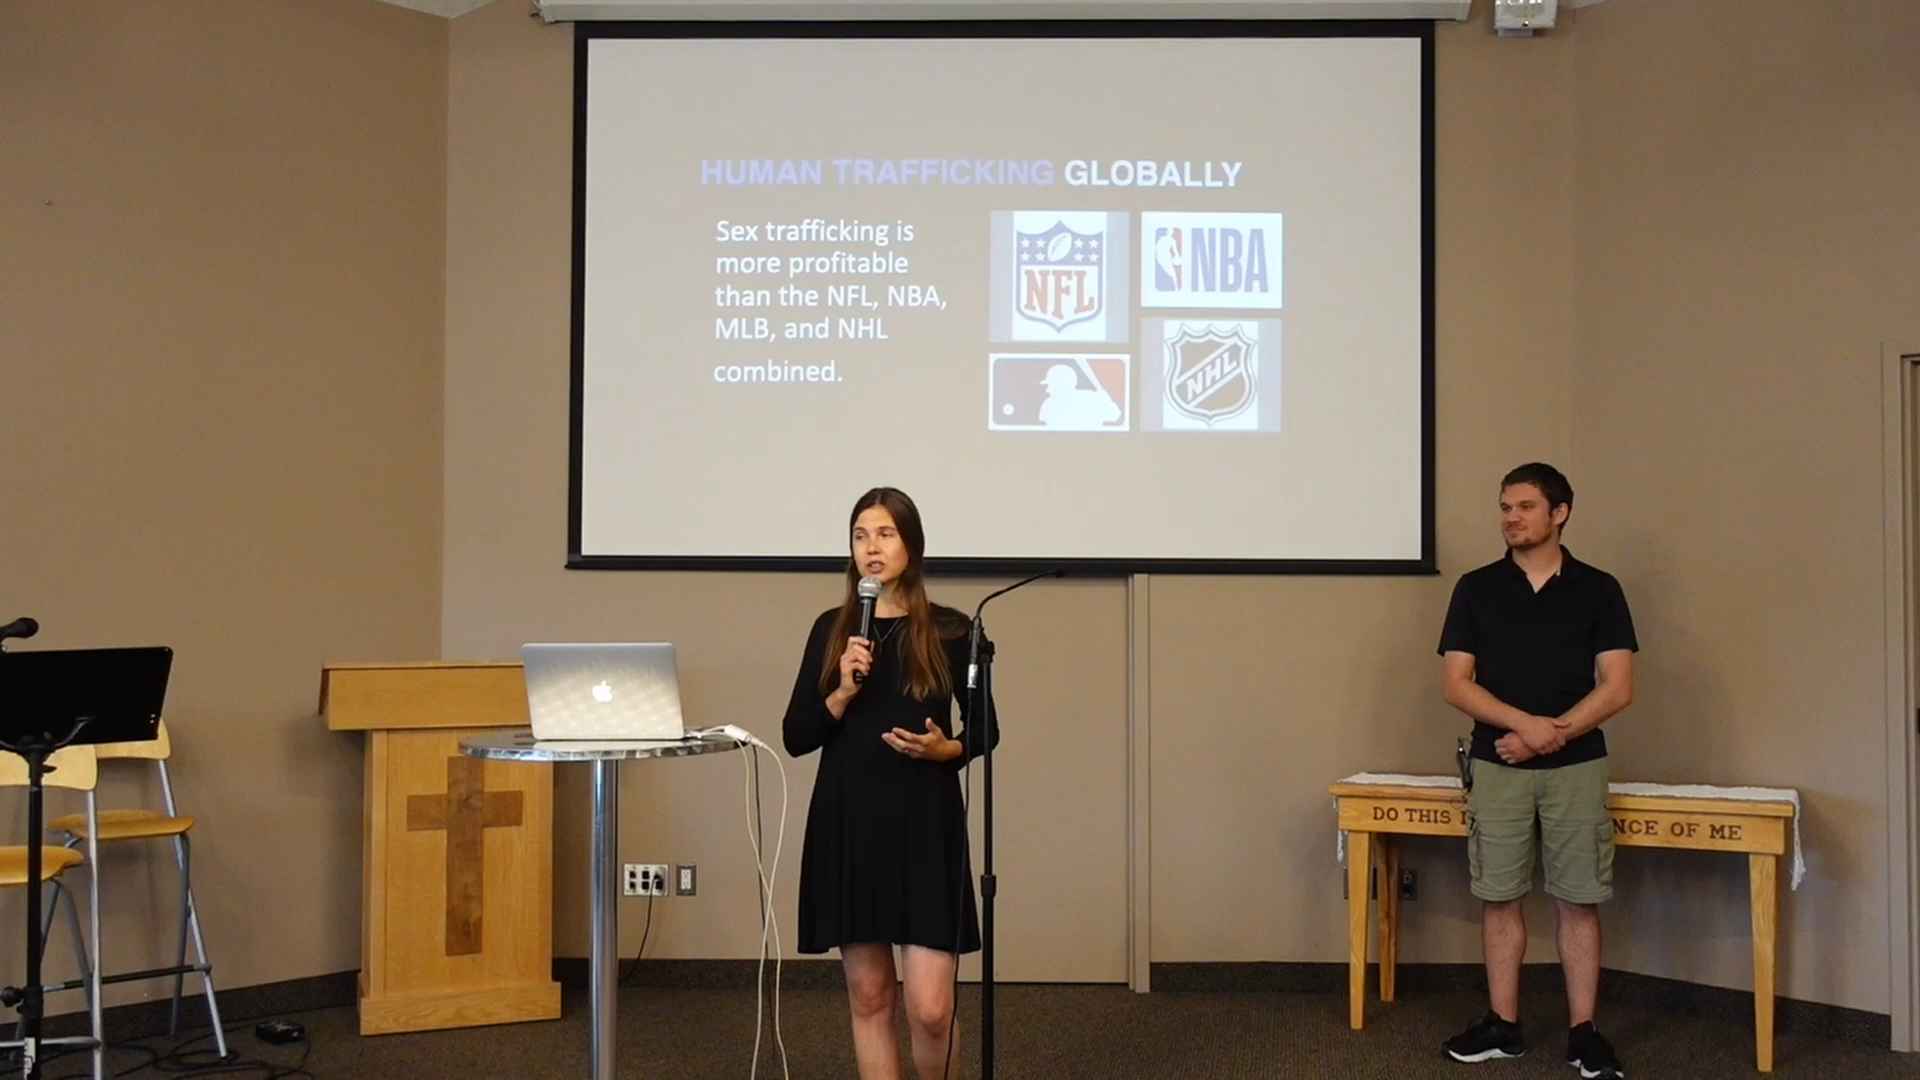 HUMAN TRAFFICKING GLOBALLY
Sex trafficking is
more profitable
than the NFL, NBA,
MLB, and NHL
combined.
NFL
NBA
NHL
DO THIS I
NCE OF ME